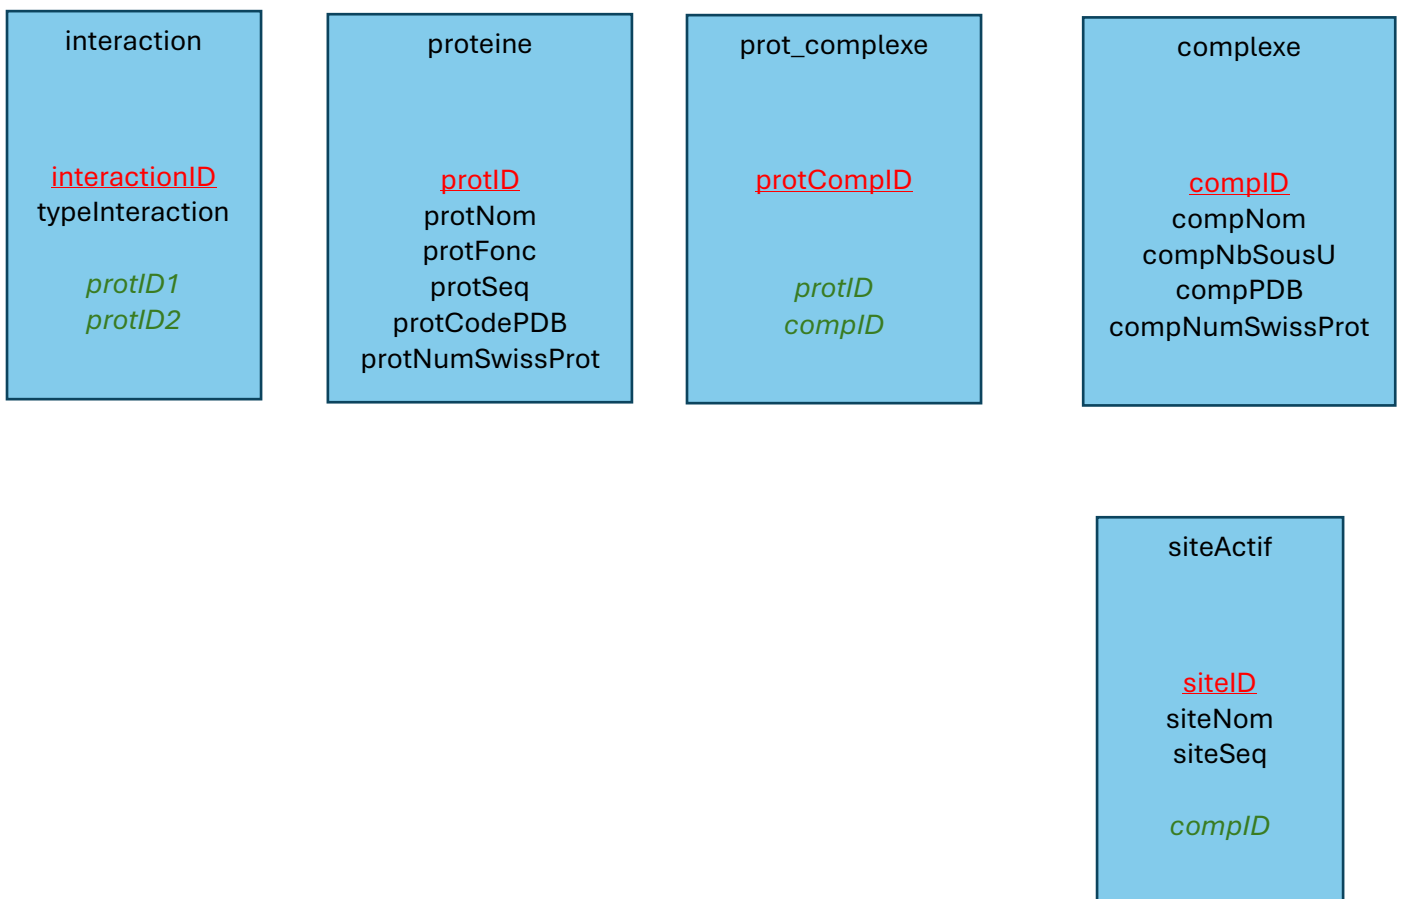 interaction
interactionID
typeInteraction
protID1
protID2
proteine
protID
protNom
protFonc
protSeq
protCodePDB
protNumSwissProt
prot_complexe
protCompID
protID
compID
complexe
compID
compNom
compNbSousU
compPDB
compNumSwissProt
siteActif
siteID
siteNom
siteSeq
compID